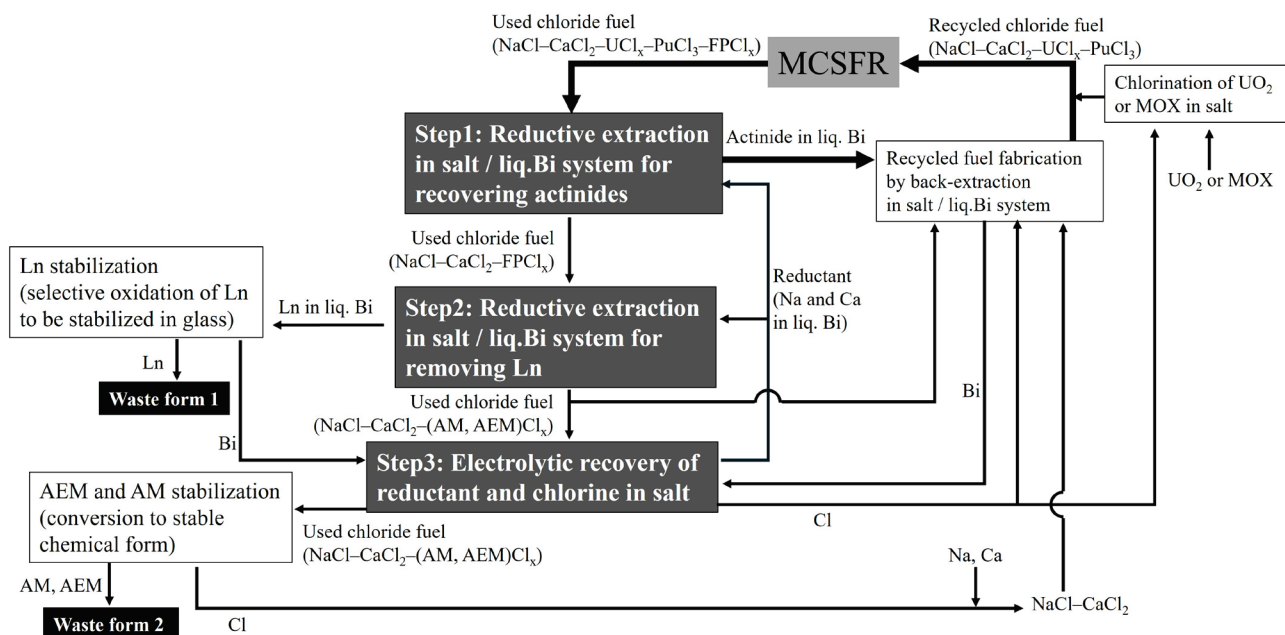 Used chloride fuel
(NaCl–CaCl₂–UClₓ–PuCl₃–FPClₓ)
MCSFR
Recycled chloride fuel
(NaCl–CaCl₂–UClₓ–PuCl₃)
Chlorination of UO₂
or MOX in salt
UO₂ or MOX
Step1: Reductive extraction
in salt / liq.Bi system for
recovering actinides
Actinide in liq. Bi
Recycled fuel fabrication
by back-extraction
in salt / liq.Bi system
Used chloride fuel
(NaCl–CaCl₂–FPClₓ)
Reductant
(Na and Ca
in liq. Bi)
Ln stabilization
(selective oxidation of Ln
to be stabilized in glass)
Ln in liq. Bi
Step2: Reductive extraction
in salt / liq.Bi system for
removing Ln
Ln
Waste form 1
Used chloride fuel
(NaCl–CaCl₂–(AM, AEM)Clₓ)
Bi
Bi
Step3: Electrolytic recovery of
reductant and chlorine in salt
Cl
AEM and AM stabilization
(conversion to stable
chemical form)
Used chloride fuel
(NaCl–CaCl₂–(AM, AEM)Clₓ)
AM, AEM
Waste form 2
Cl
Na, Ca
NaCl–CaCl₂